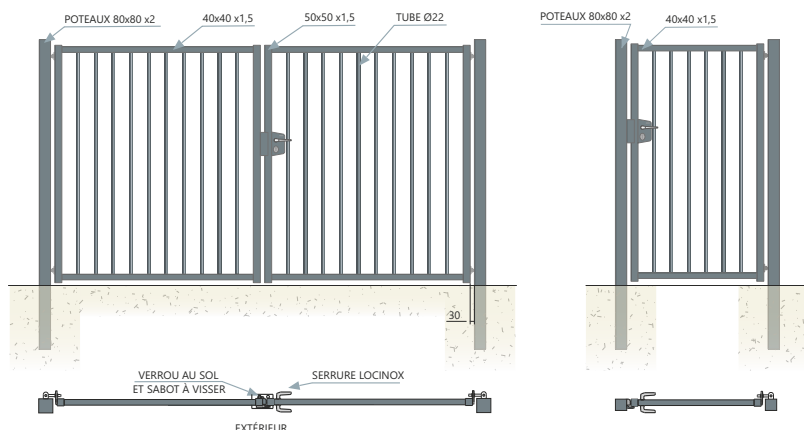 POTEAUX 80x80 x2
40x40 x1,5
50x50 x1,5
TUBE Ø22
POTEAUX 80x80 x2
40x40 x1,5
30
VERROU AU SOL
ET SABOT À VISSER
SERRURE LOCINOX
EXTÉRIEUR